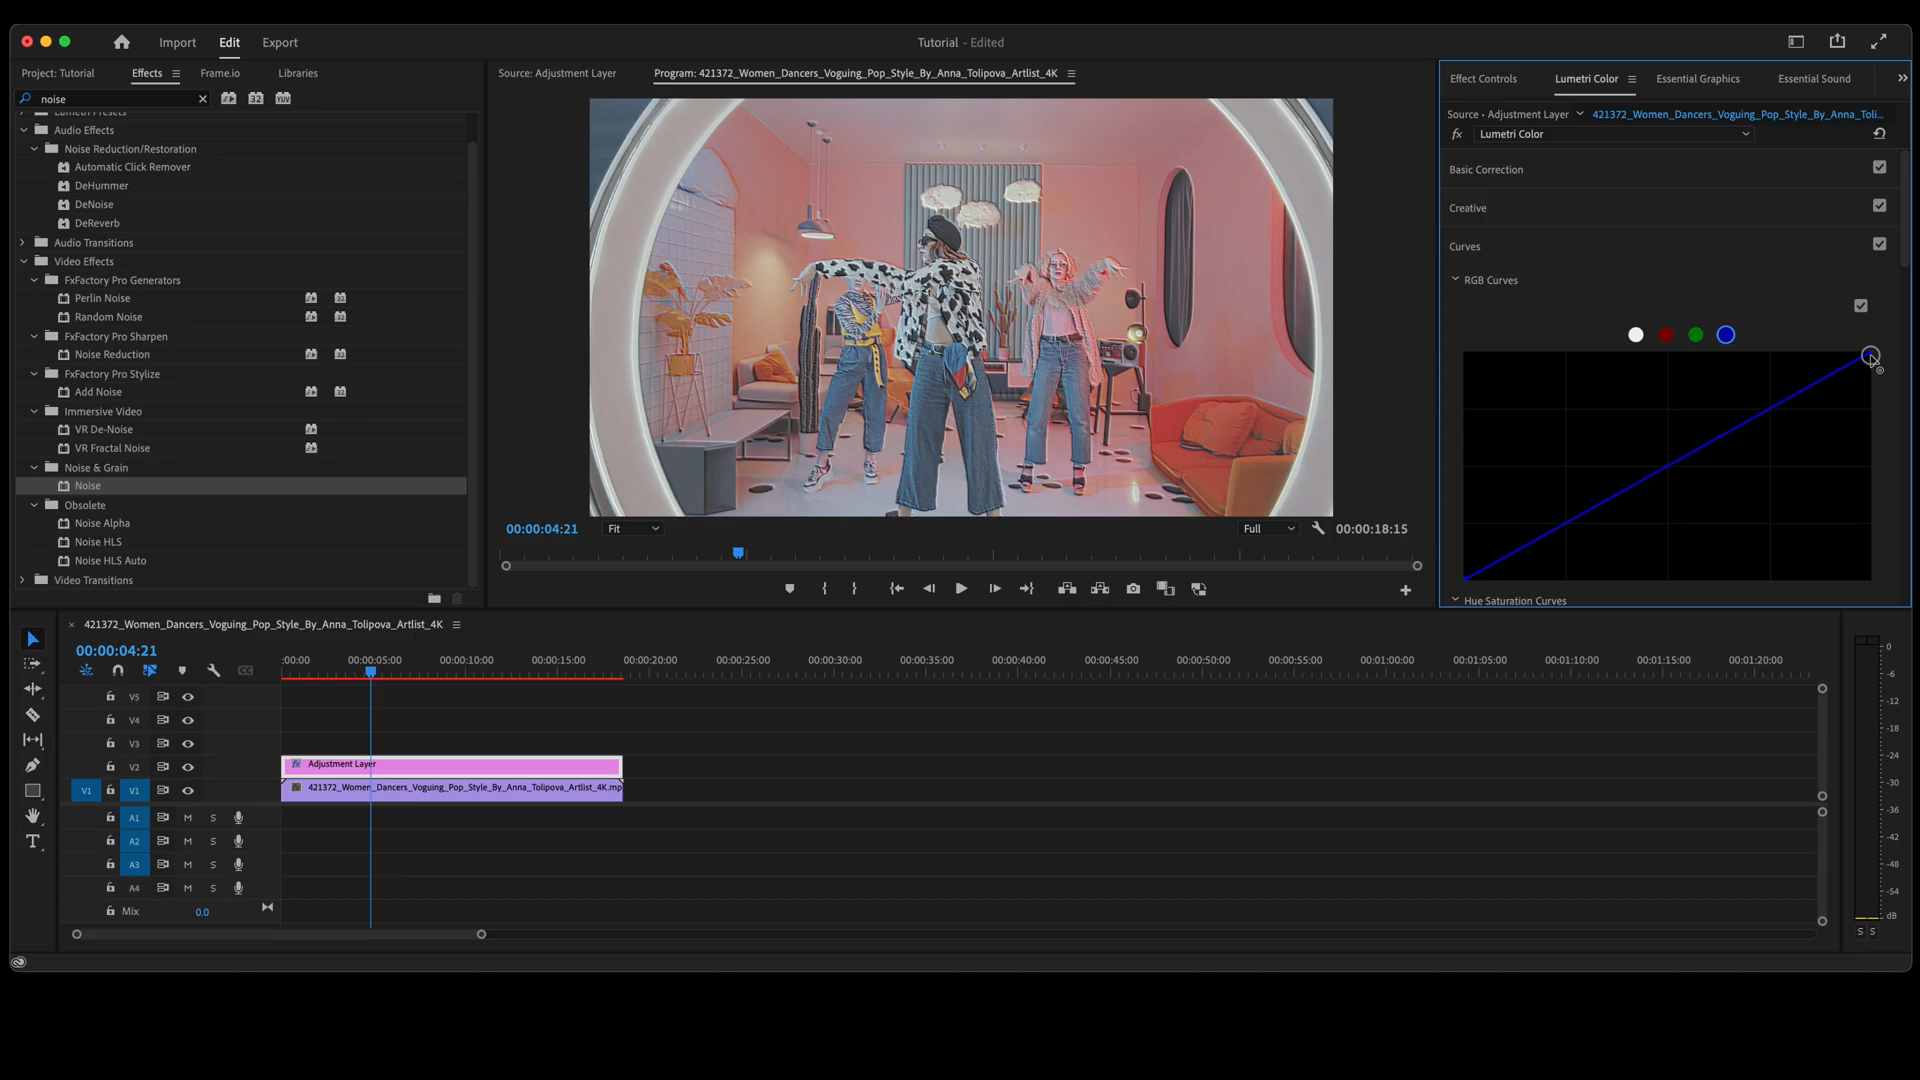 Import Edit Export
Tutorial - Edited
Project: Tutorial Effects Frame.io Libraries
noise
Lumetri Presets
Audio Effects
Noise Reduction/Restoration
Automatic Click Remover
DeHummer
DeNoise
DeReverb
Audio Transitions
Video Effects
FxFactory Pro Generators
Perlin Noise
Random Noise
FxFactory Pro Sharpen
Noise Reduction
FxFactory Pro Stylize
Add Noise
Immersive Video
VR De-Noise
VR Fractal Noise
Noise & Grain
Noise
Obsolete
Noise Alpha
Noise HLS
Noise HLS Auto
Video Transitions
Source: Adjustment Layer Program: 421372_Women_Dancers_Voguing_Pop_Style_By_Anna_Tolipova_Artlist_4K
00:00:04:21 Fit Full 00:00:18:15
Effect Controls Lumetri Color Essential Graphics Essential Sound
Source • Adjustment Layer 421372_Women_Dancers_Voguing_Pop_Style_By_Anna_Toli...
fx Lumetri Color
Basic Correction
Creative
Curves
RGB Curves
Hue Saturation Curves
× 421372_Women_Dancers_Voguing_Pop_Style_By_Anna_Tolipova_Artlist_4K
00:00:04:21
CC
:00:00 00:00:05:00 00:00:10:00 00:00:15:00 00:00:20:00 00:00:25:00 00:00:30:00 00:00:35:00 00:00:40:00 00:00:45:00 00:00:50:00 00:00:55:00 00:01:00:00 00:01:05:00 00:01:10:00 00:01:15:00 00:01:20:00
V5
V4
V3
V2 fx Adjustment Layer
V1 V1 fx 421372_Women_Dancers_Voguing_Pop_Style_By_Anna_Tolipova_Artlist_4K.mp
A1 M S
A2 M S
A3 M S
A4 M S
Mix 0.0
0
-6
-12
-18
-24
-30
-36
-42
-48
-54
dB
S S